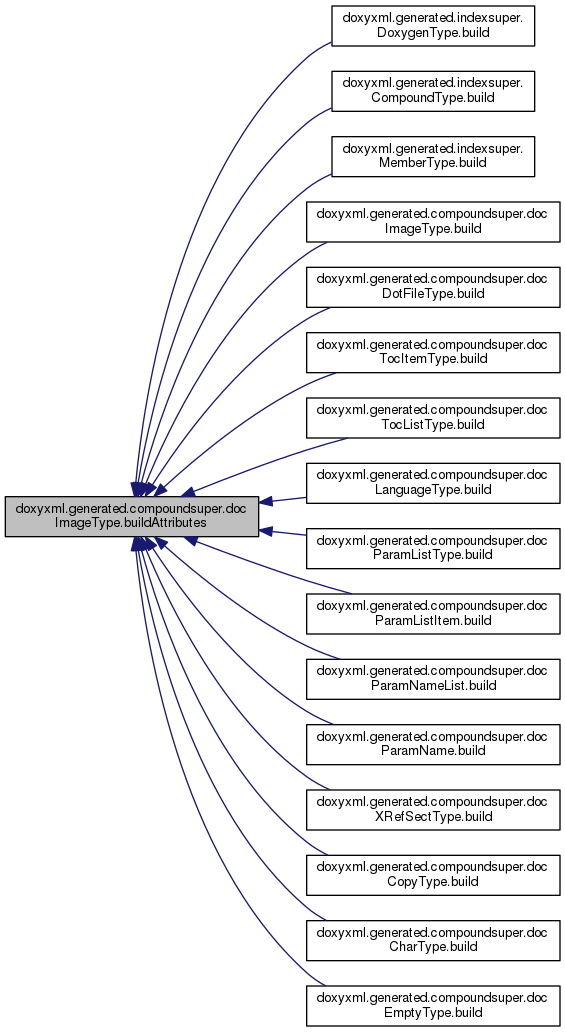 doxyxml.generated.indexsuper.
DoxygenType.build
doxyxml.generated.indexsuper.
CompoundType.build
doxyxml.generated.indexsuper.
MemberType.build
doxyxml.generated.compoundsuper.doc
ImageType.build
doxyxml.generated.compoundsuper.doc
DotFileType.build
doxyxml.generated.compoundsuper.doc
TocItemType.build
doxyxml.generated.compoundsuper.doc
TocListType.build
doxyxml.generated.compoundsuper.doc
LanguageType.build
doxyxml.generated.compoundsuper.doc
ImageType.buildAttributes
doxyxml.generated.compoundsuper.doc
ParamListType.build
doxyxml.generated.compoundsuper.doc
ParamListItem.build
doxyxml.generated.compoundsuper.doc
ParamNameList.build
doxyxml.generated.compoundsuper.doc
ParamName.build
doxyxml.generated.compoundsuper.doc
XRefSectType.build
doxyxml.generated.compoundsuper.doc
CopyType.build
doxyxml.generated.compoundsuper.doc
CharType.build
doxyxml.generated.compoundsuper.doc
EmptyType.build